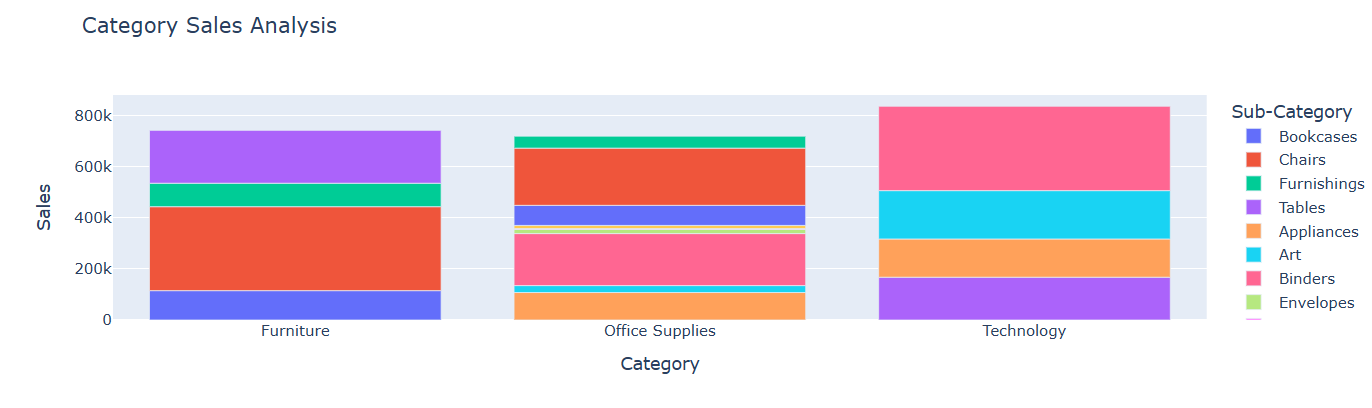 Category Sales Analysis
Sales
800k
600k
400k
200k
0
Furniture
Office Supplies
Technology
Category
Sub-Category
Bookcases
Chairs
Furnishings
Tables
Appliances
Art
Binders
Envelopes